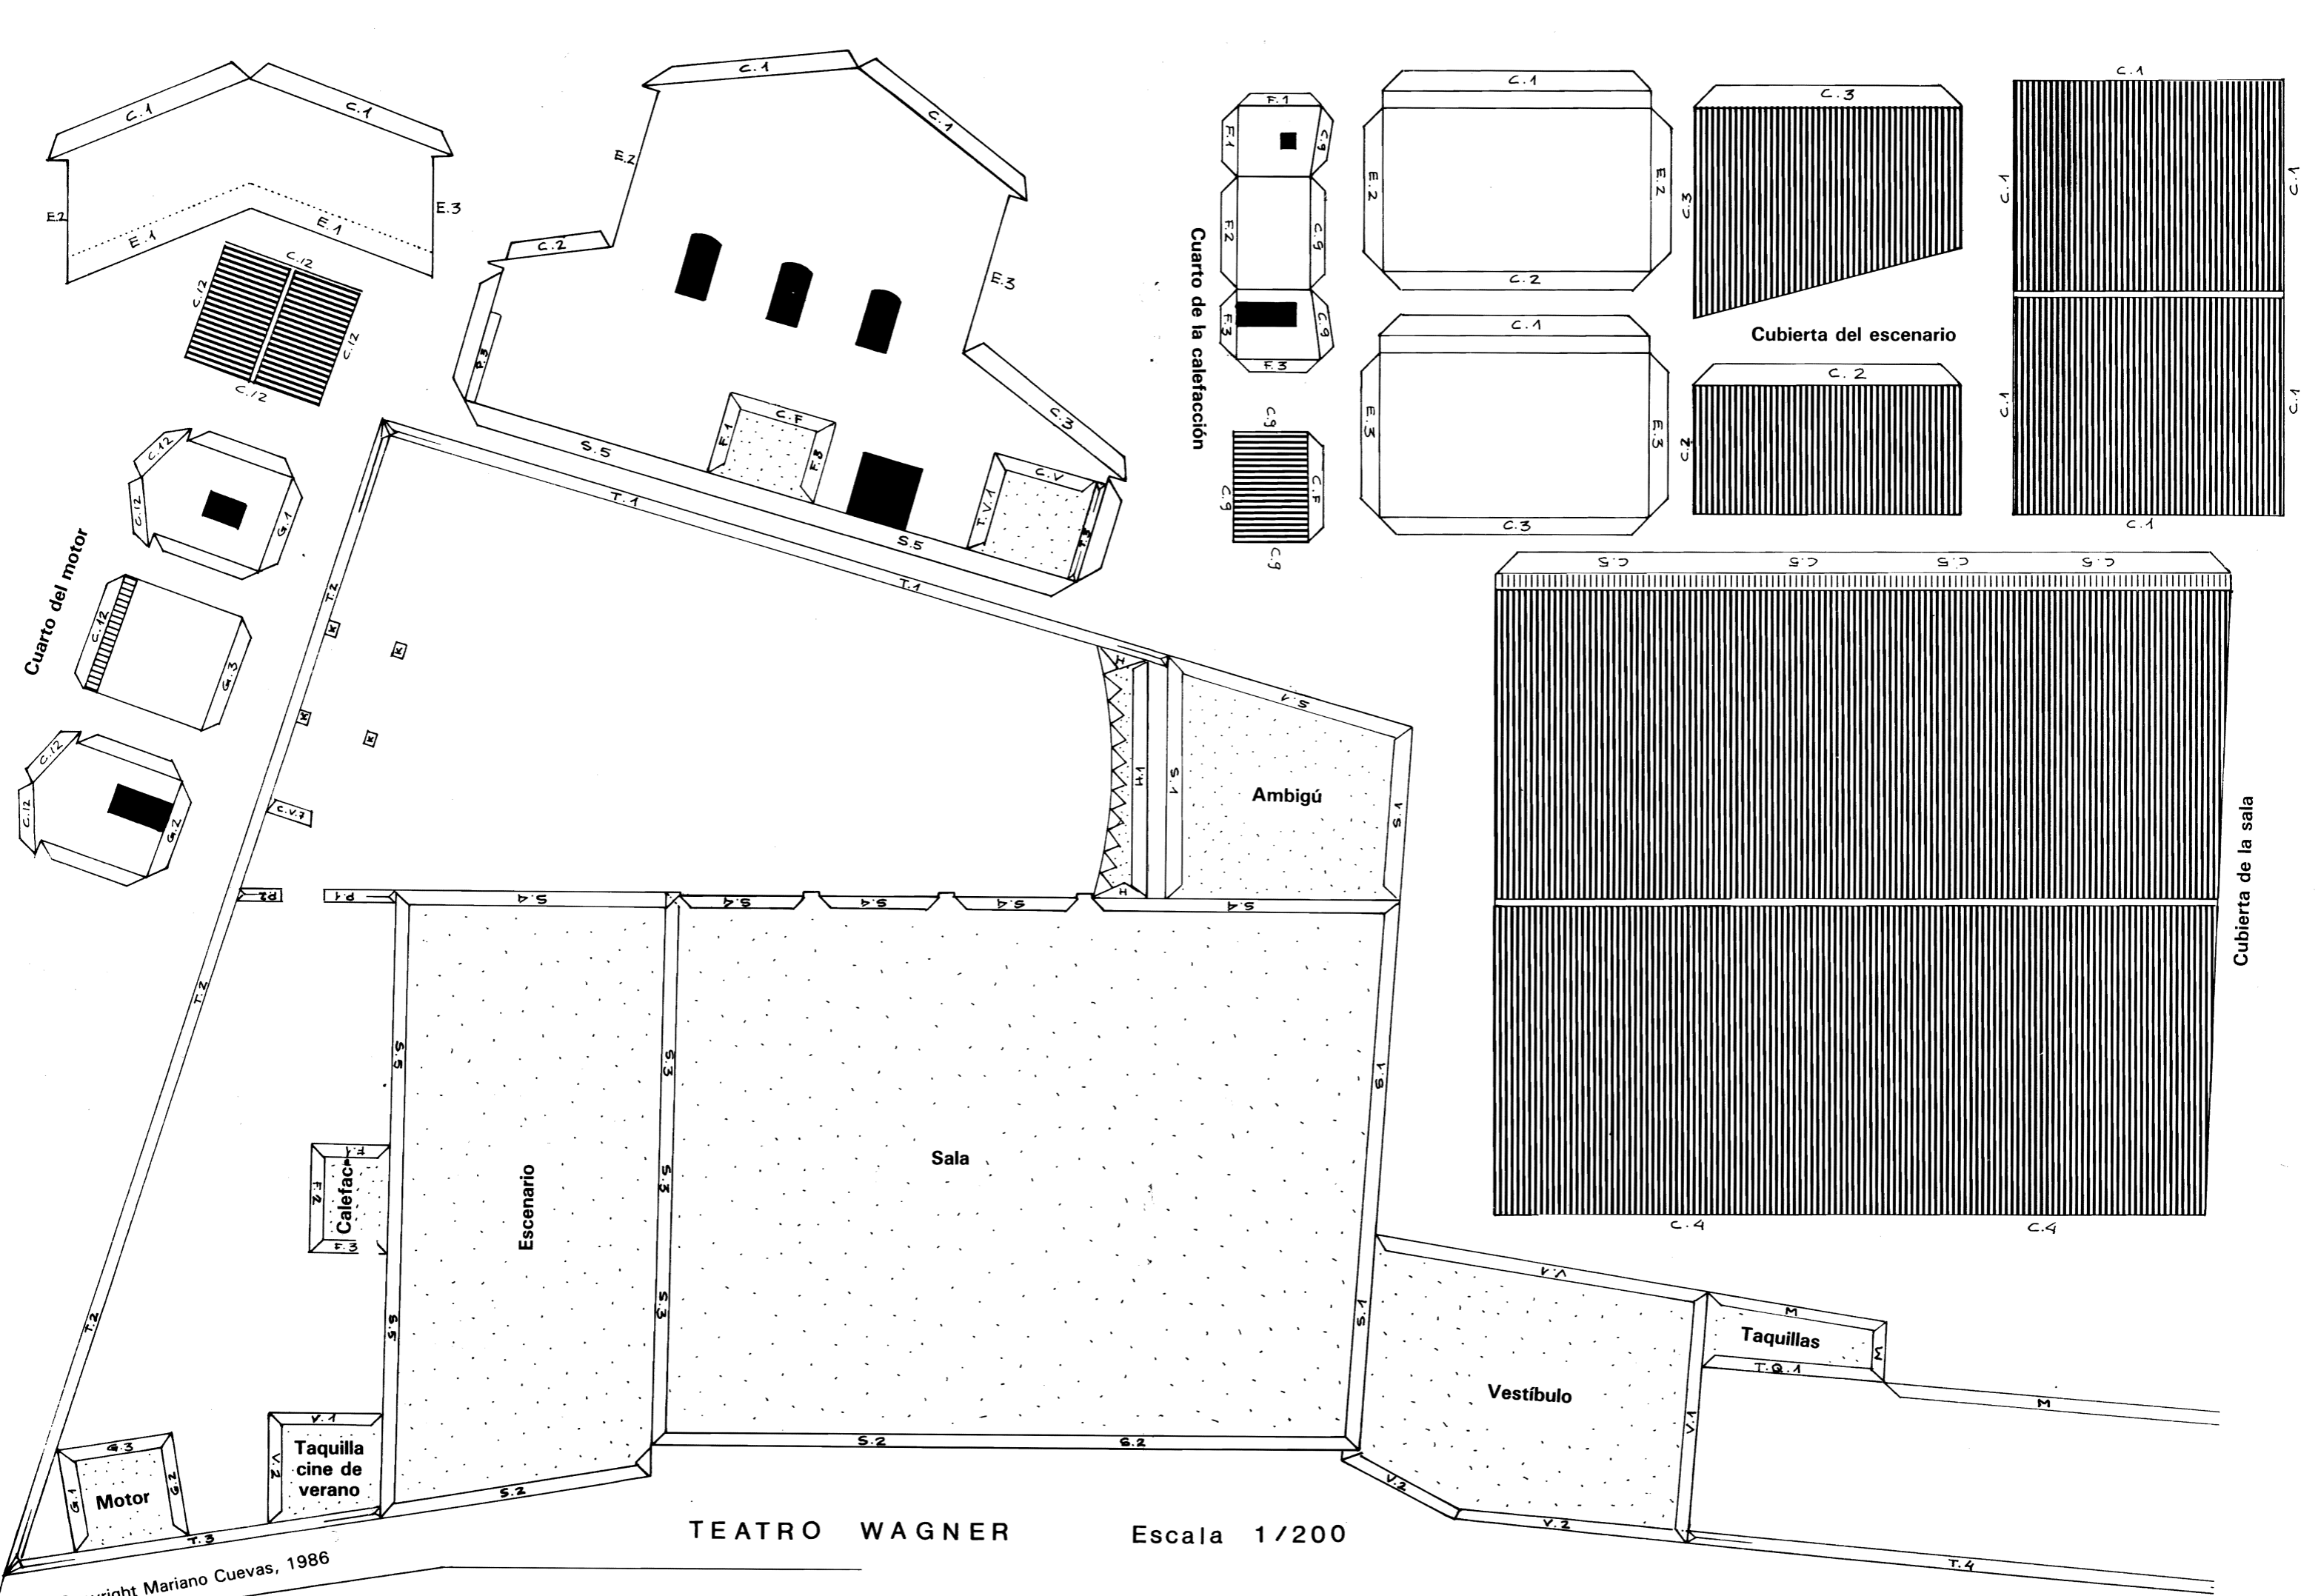 C.1
C.1
C.1
C.1
E.2
E.3
E.1
E.1
E.2
E.3
C.2
P.3
C.3
C.12
C.12
C.12
C.12
S.5
S.5
C.F
F.1
F.3
C.V
T.V.1
T.3
Cuarto de la calefacción
F.1
F.1
C.9
F.2
C.9
F.3
C.9
F.3
C.9
C.9
C.F
C.9
C.1
E.2
E.2
C.2
C.1
E.3
E.3
C.3
C.3
C.3
Cubierta del escenario
C.2
C.2
C.1
C.1
C.1
C.1
C.1
C.1
Cuarto del motor
C.12
C.12
G.1
C.12
G.3
C.12
C.12
G.2
T.1
T.1
T.2
K
K
K
K
C.V.7
T.2
T.2
P.2
P.1
S.4
S.4
S.4
S.4
S.4
H
H.1
H
S.1
S.1
S.1
Ambigú
C.5
C.5
C.5
C.5
Cubierta de la sala
C.4
C.4
S.5
S.5
Escenario
S.3
S.3
S.3
Sala
S.1
S.1
F.1
F.2
Calefacº
F.3
V.1
V.2
Taquilla
cine de
verano
G.3
G.1
G.2
Motor
T.3
S.2
S.2
S.2
V.1
V.1
V.2
V.2
Vestíbulo
M
M
Taquillas
T.Q.1
M
T.4
TEATRO WAGNER
Escala 1/200
Mariano Cuevas, 1986